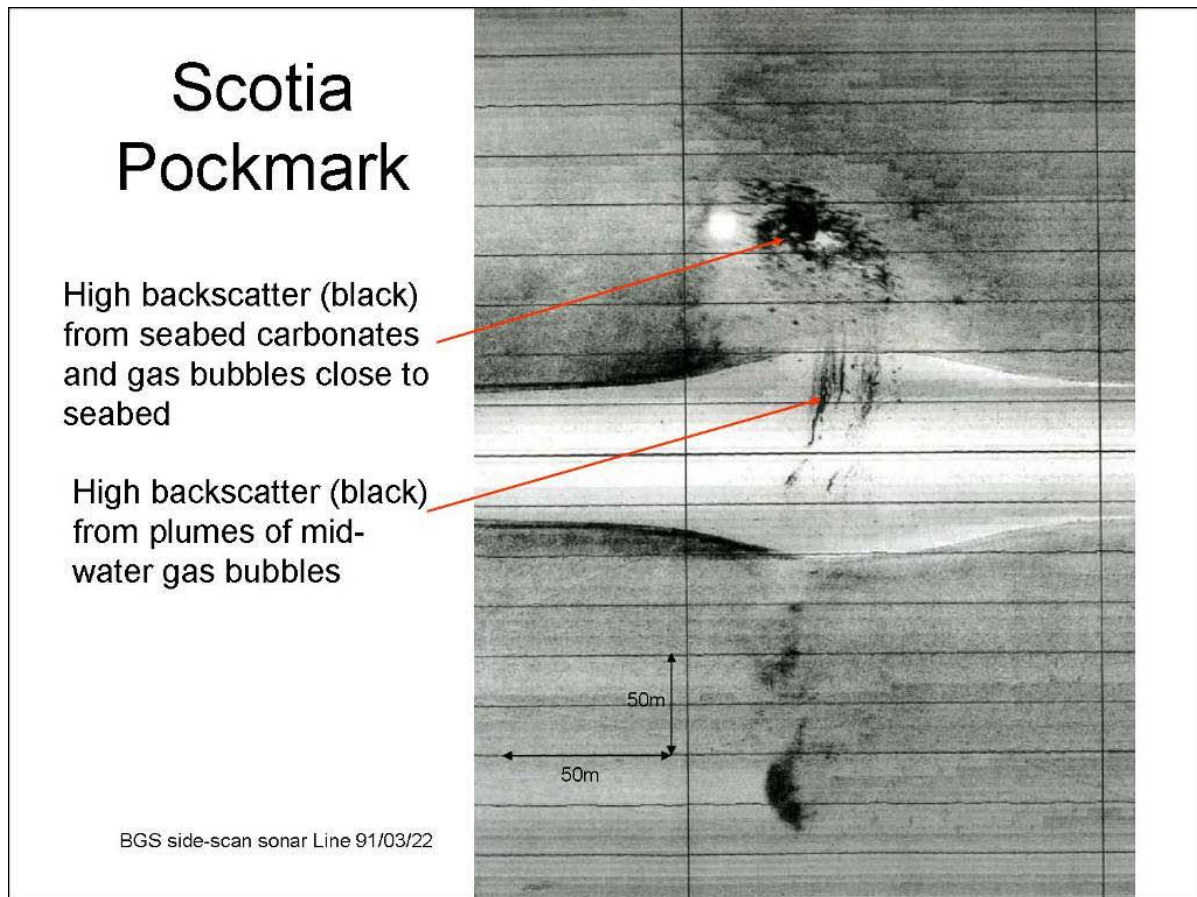 Scotia
Pockmark
High backscatter (black)
from seabed carbonates
and gas bubbles close to
seabed
High backscatter (black)
from plumes of mid-
water gas bubbles
50m
50m
BGS side-scan sonar Line 91/03/22